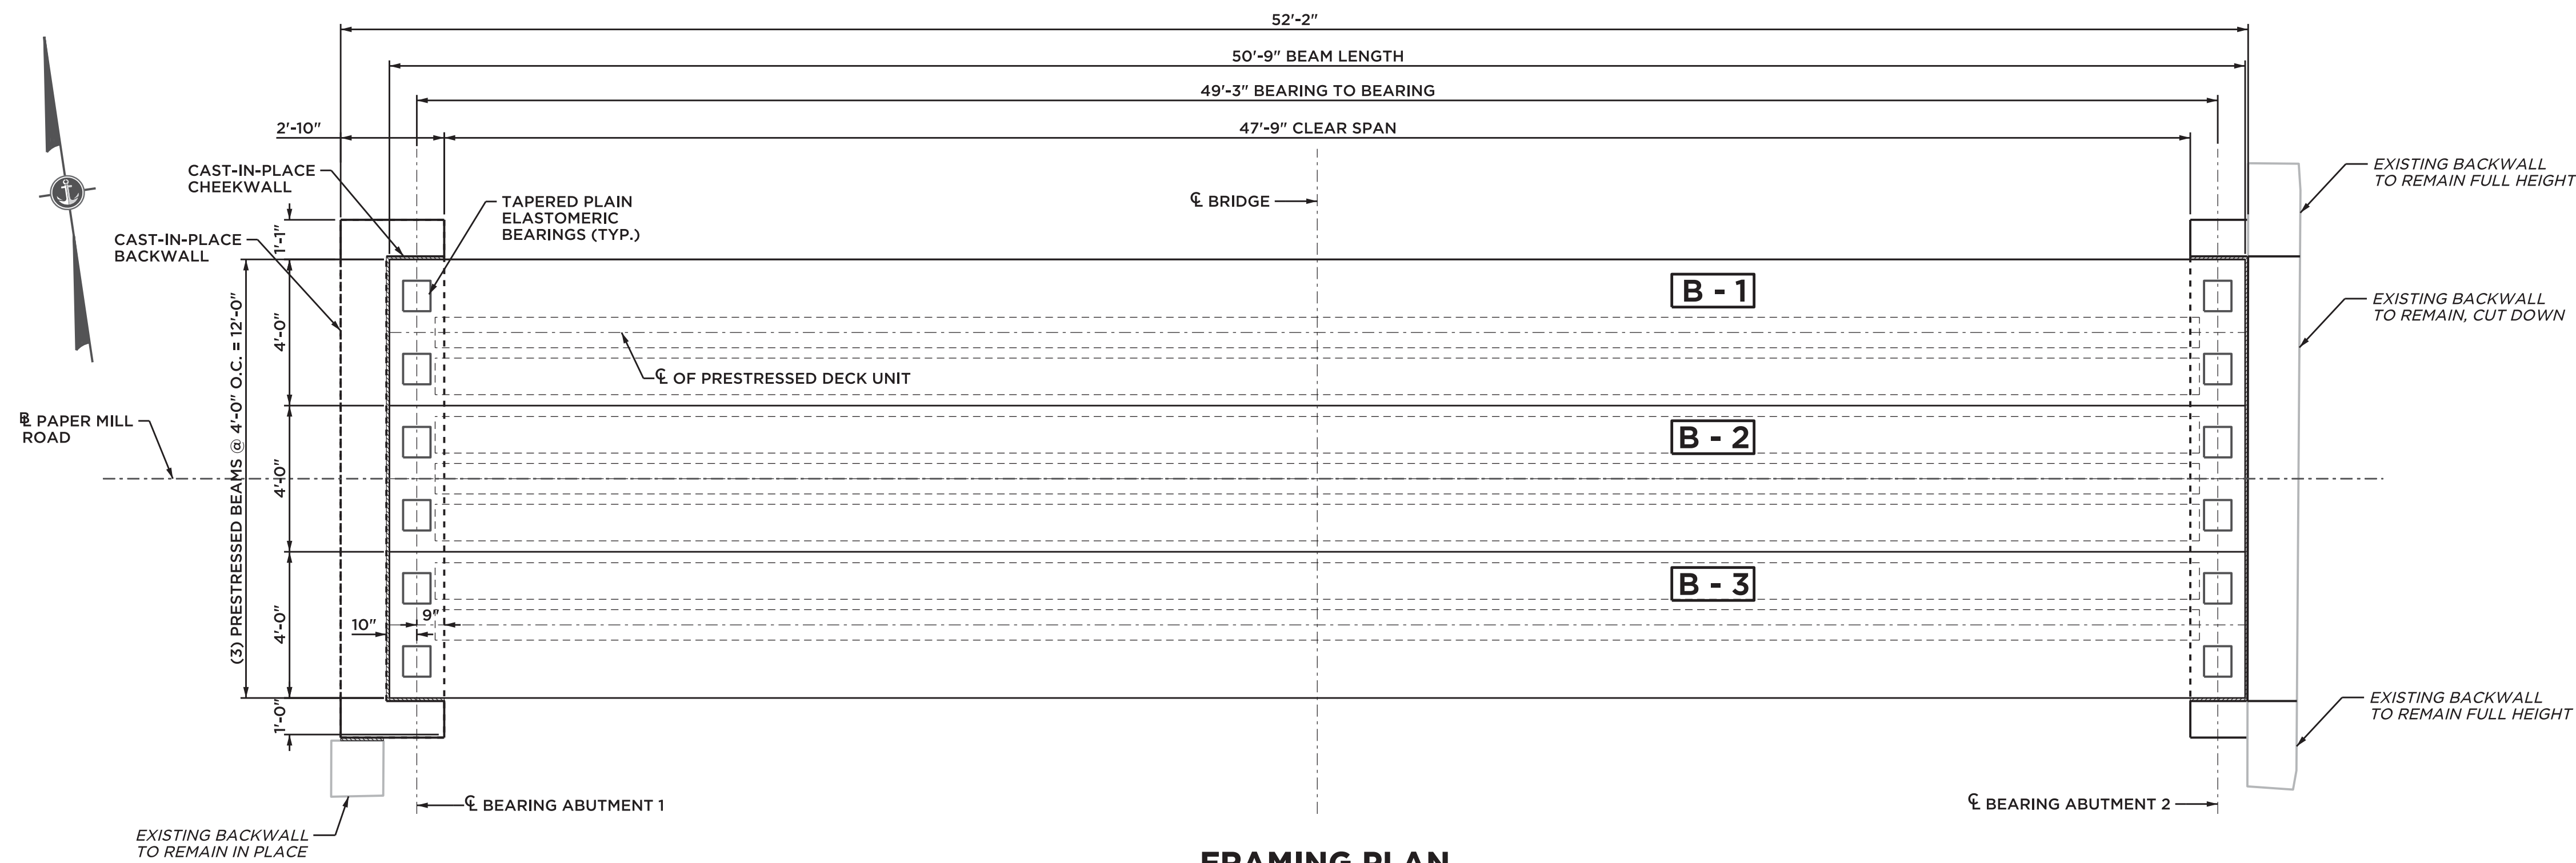 52'-2"
50'-9" BEAM LENGTH
49'-3" BEARING TO BEARING
2'-10"
47'-9" CLEAR SPAN
CAST-IN-PLACE
CHEEKWALL
TAPERED PLAIN
ELASTOMERIC
BEARINGS (TYP.)
℄ BRIDGE
EXISTING BACKWALL
TO REMAIN FULL HEIGHT
CAST-IN-PLACE
BACKWALL
1'-1"
B - 1
EXISTING BACKWALL
TO REMAIN, CUT DOWN
4'-0"
℄ OF PRESTRESSED DECK UNIT
(3) PRESTRESSED BEAMS @ 4'-0" O.C. = 12'-0"
BL PAPER MILL
ROAD
B - 2
4'-0"
B - 3
4'-0"
10"
9"
1'-0"
EXISTING BACKWALL
TO REMAIN FULL HEIGHT
℄ BEARING ABUTMENT 1
℄ BEARING ABUTMENT 2
EXISTING BACKWALL
TO REMAIN IN PLACE
FRAMING PLAN